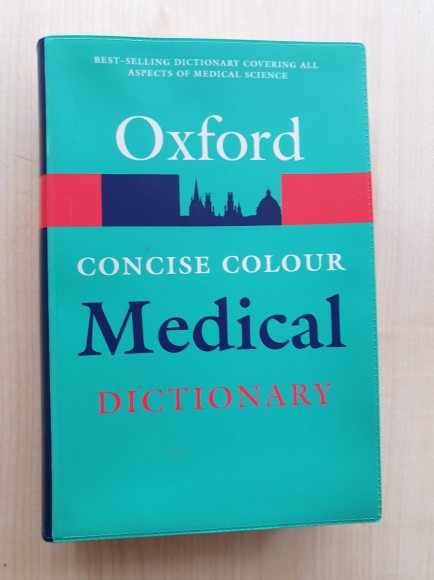 BEST-SELLING DICTIONARY COVERING ALL
ASPECTS OF MEDICAL SCIENCE
Oxford
CONCISE COLOUR
Medical
DICTIONARY